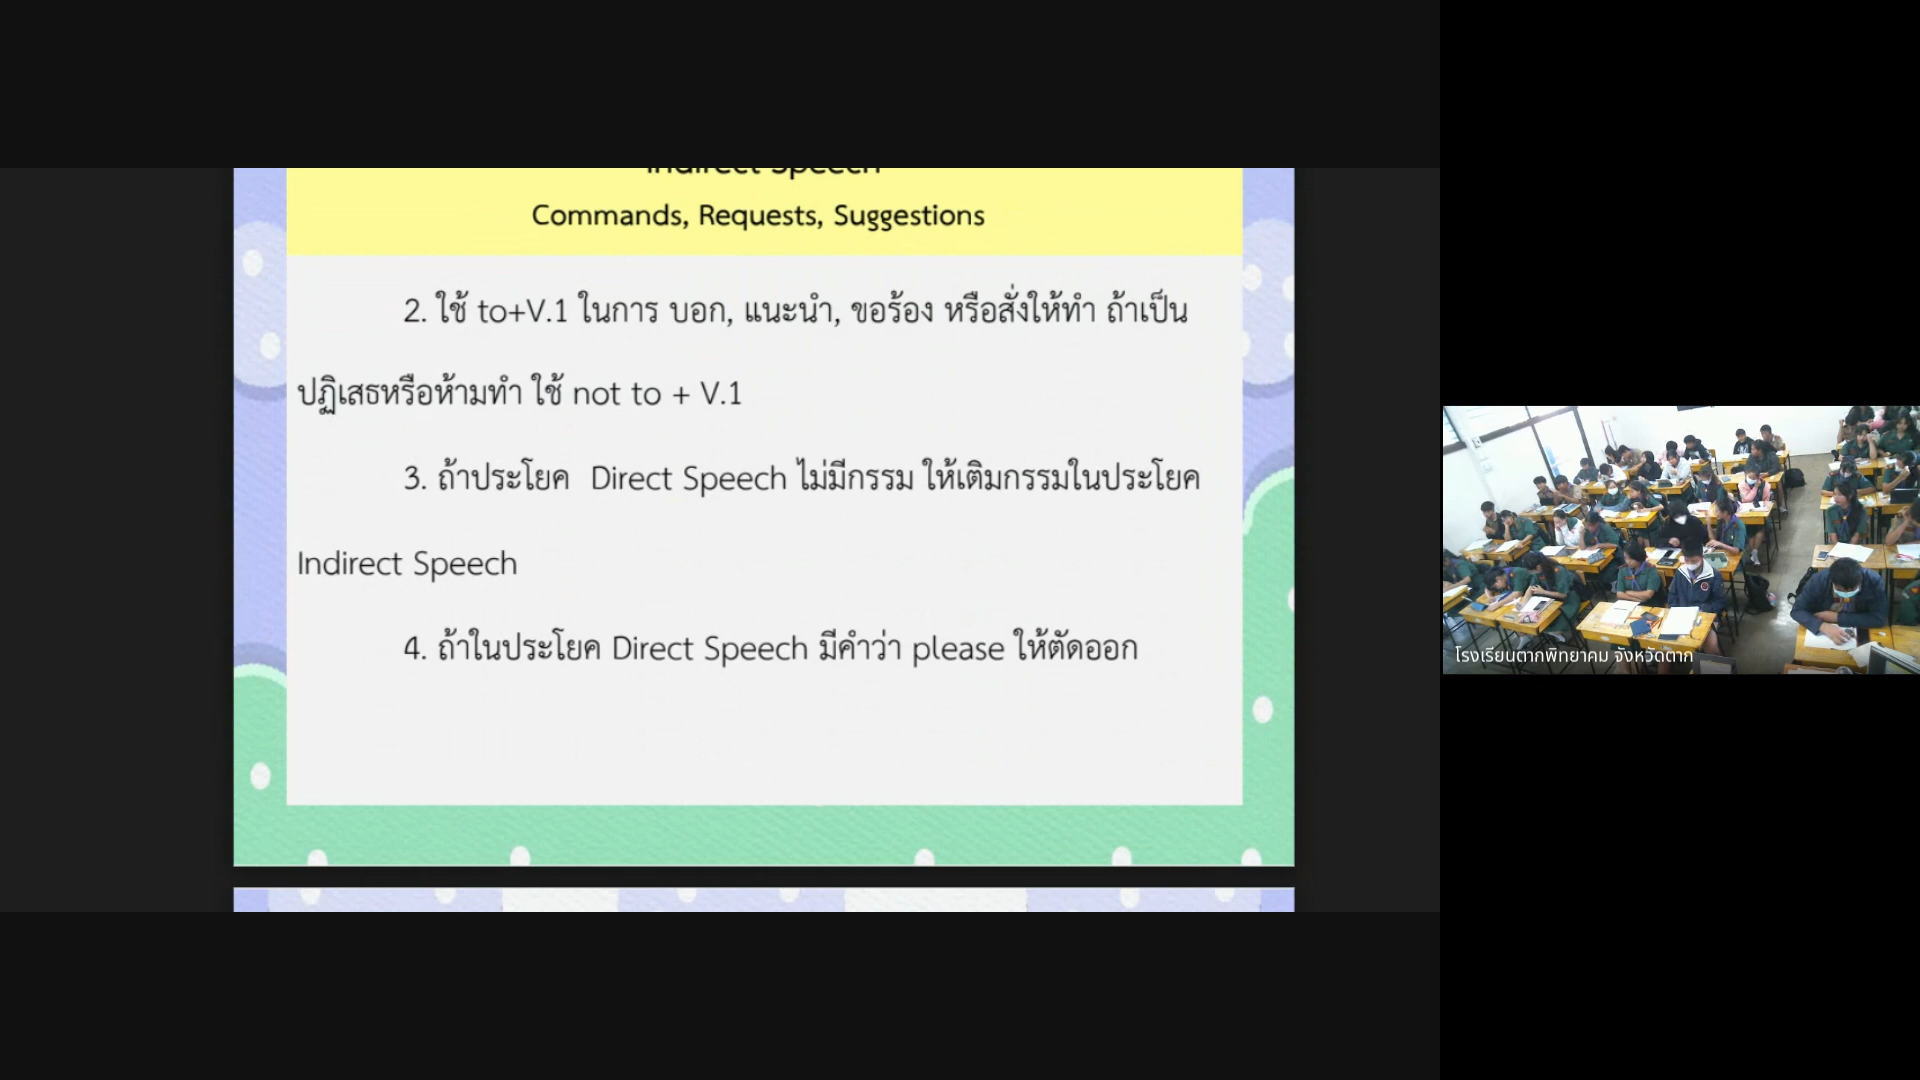 Indirect Speech
Commands, Requests, Suggestions
2. ใช้ to+V.1 ในการ บอก, แนะนำ, ขอร้อง หรือสั่งให้ทำ ถ้าเป็น
ปฏิเสธหรือห้ามทำ ใช้ not to + V.1
3. ถ้าประโยค Direct Speech ไม่มีกรรม ให้เติมกรรมในประโยค
Indirect Speech
4. ถ้าในประโยค Direct Speech มีคำว่า please ให้ตัดออก
โรงเรียนตากพิทยาคม จังหวัดตาก